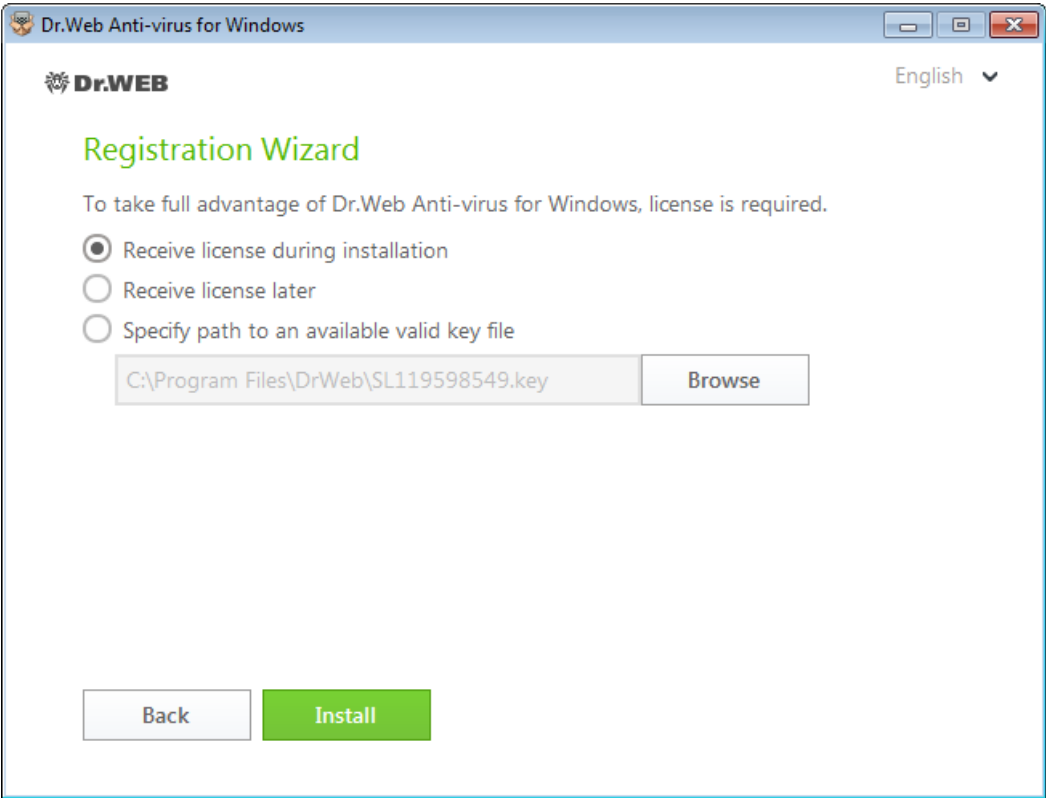 Dr.Web Anti-virus for Windows
Dr.WEB
English
Registration Wizard
To take full advantage of Dr.Web Anti-virus for Windows, license is required.
Receive license during installation
Receive license later
Specify path to an available valid key file
C:\Program Files\DrWeb\SL119598549.key
Browse
Back
Install